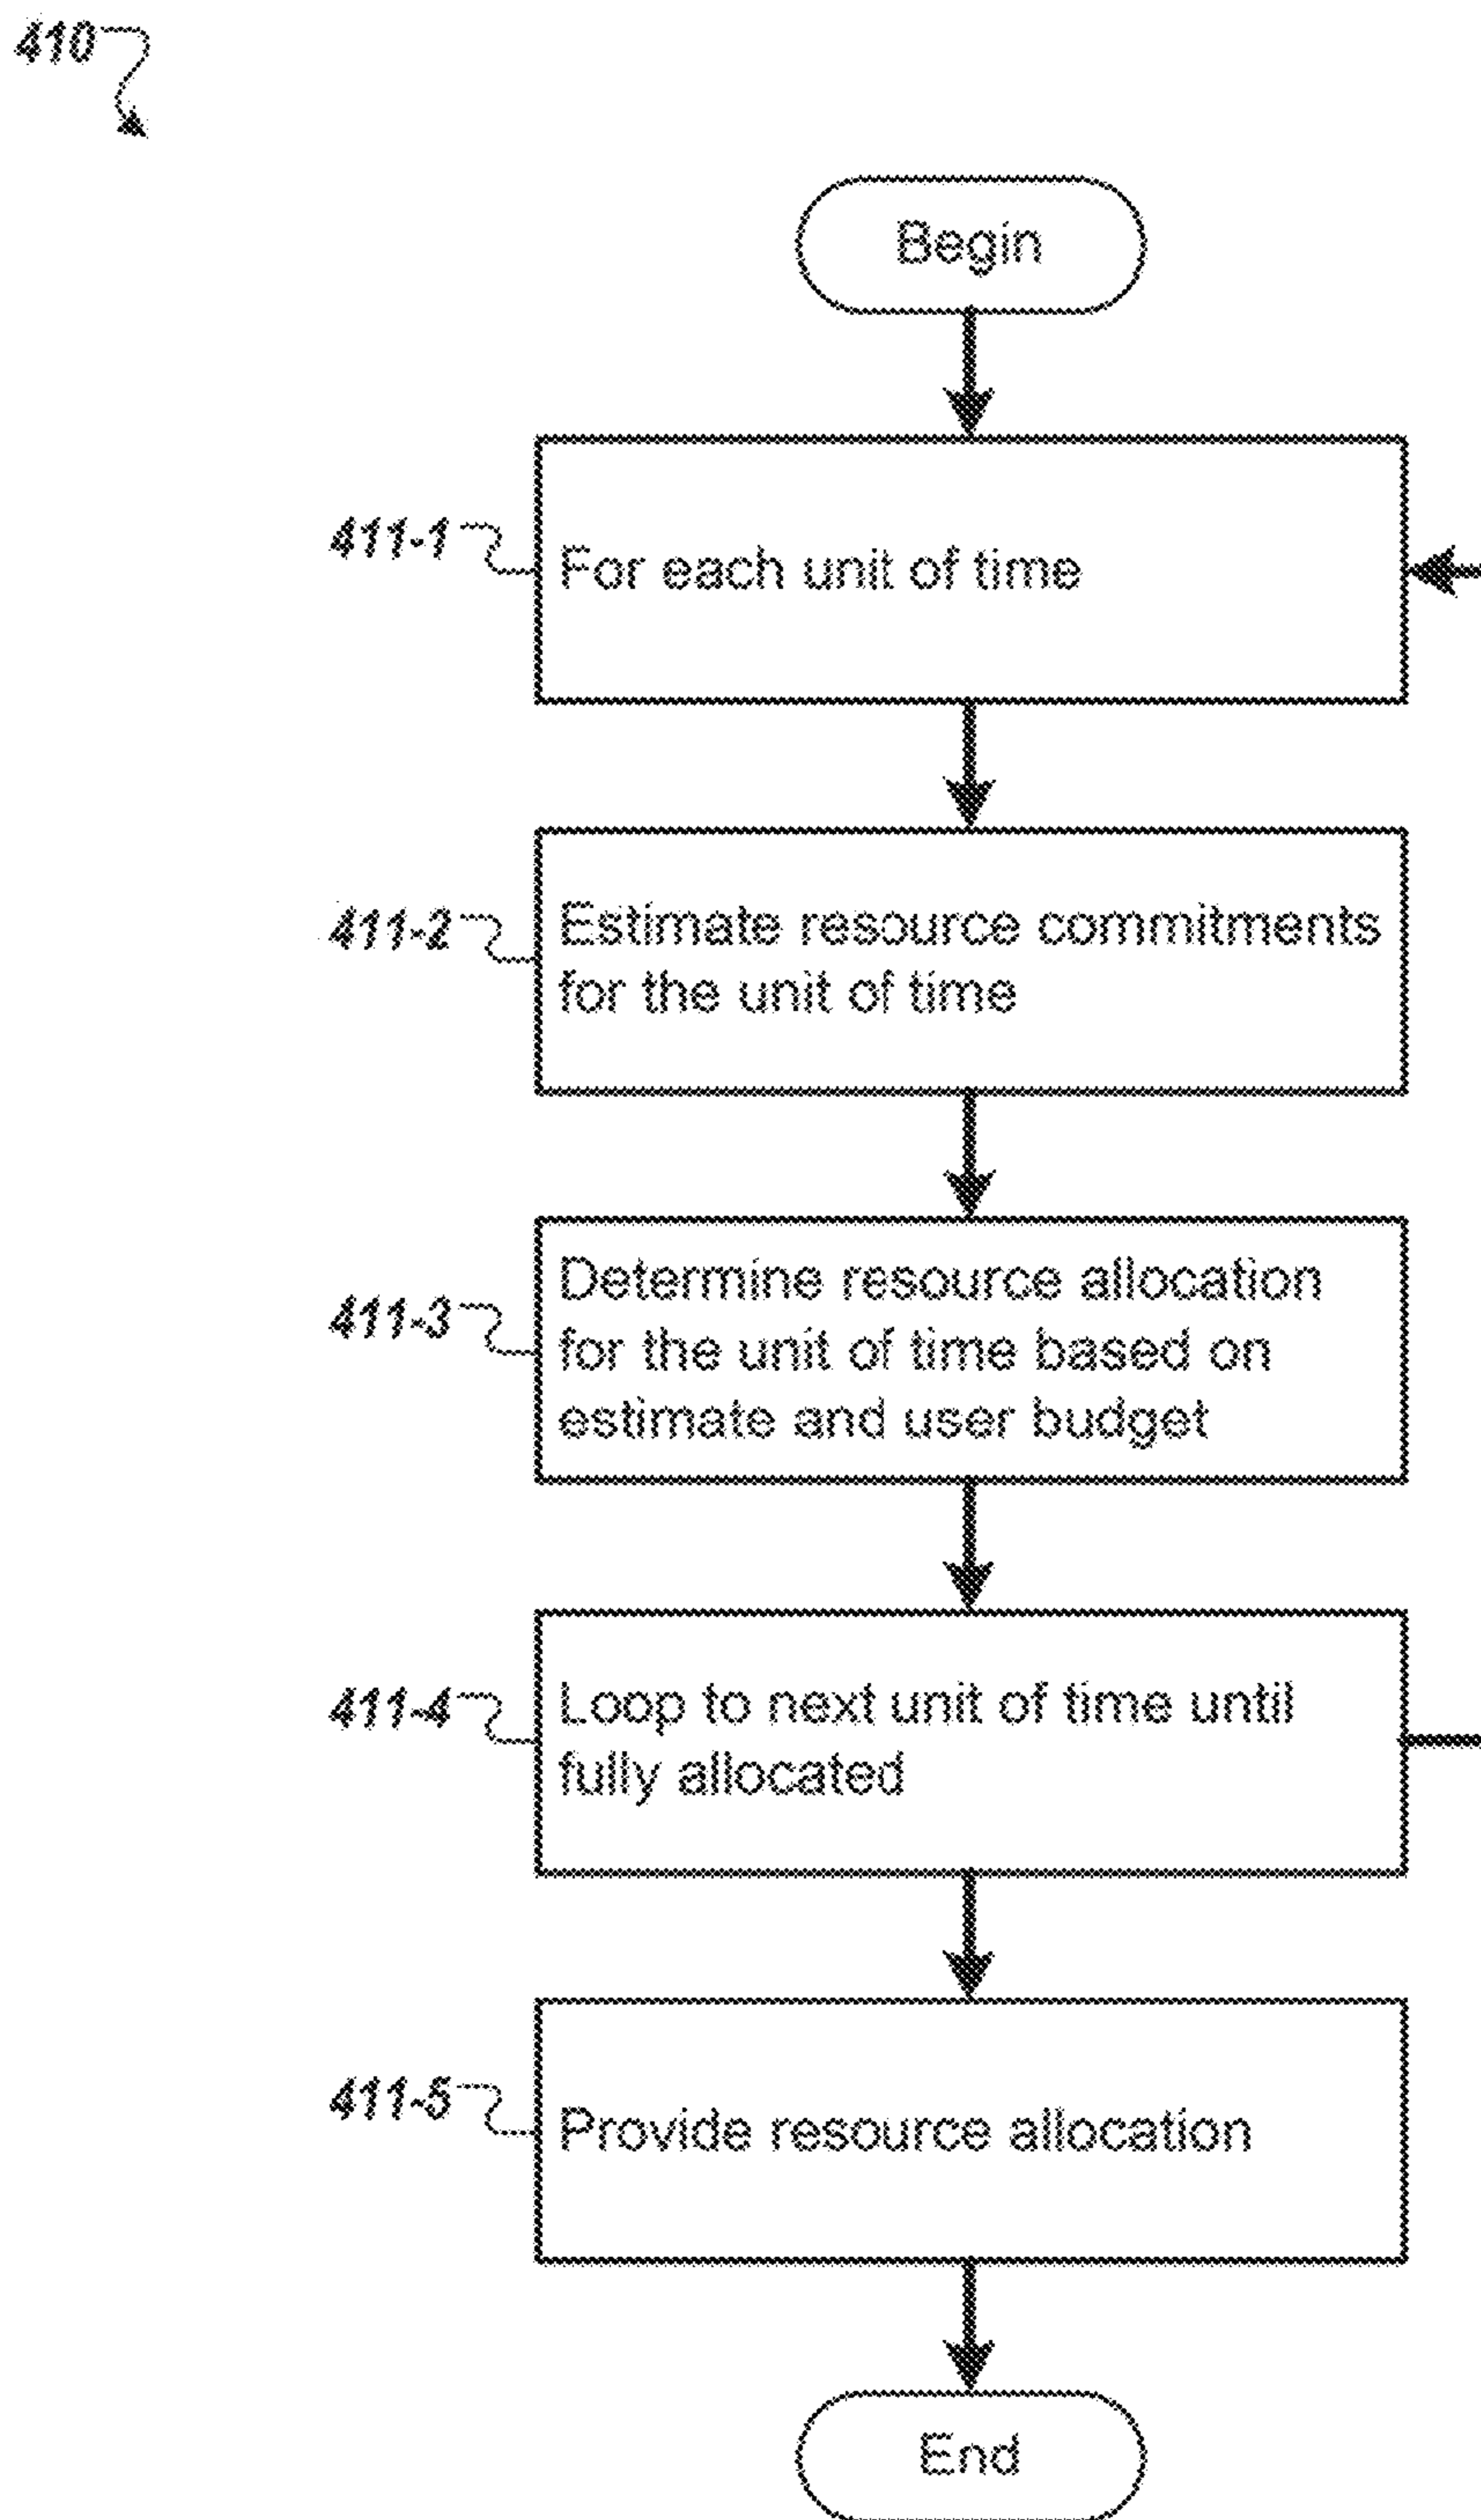 410
Begin
411-1
For each unit of time
411-2
Estimate resource commitments
for the unit of time
411-3
Determine resource allocation
for the unit of time based on
estimate and user budget
411-4
Loop to next unit of time until
fully allocated
411-5
Provide resource allocation
End